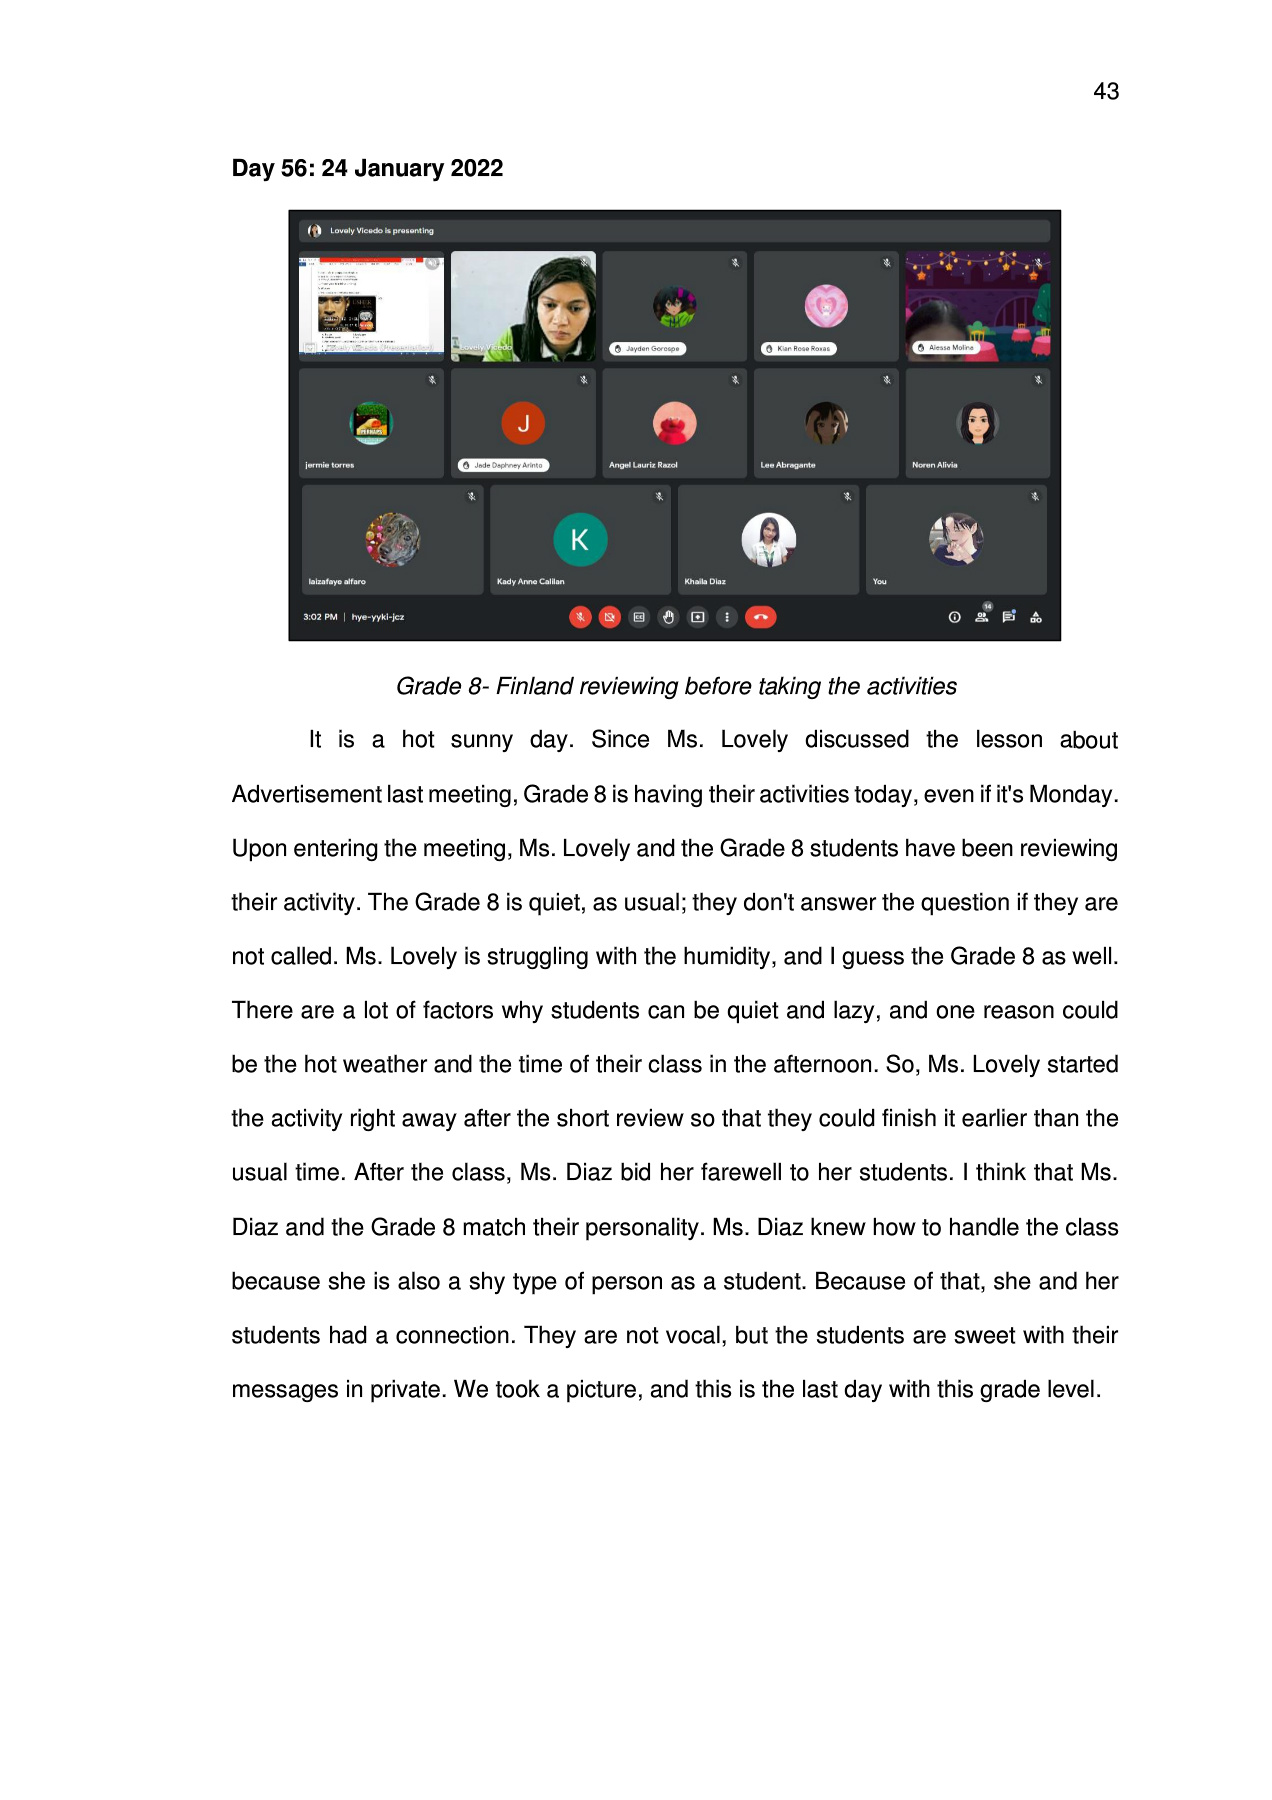 43
Day 56: 24 January 2022
Lovely Vicedo is presenting
Lovely Vicedo (Presentation)
Lovely Vicedo
Jayden Gorospe
Kian Rose Roxas
Alessa Molina
jermie torres
J
Jade Daphney Arinto
Angel Lauriz Razol
Lee Abragante
Noren Alivia
laizafaye alfaro
K
Kady Anne Calilan
Khaila Diaz
You
3:02 PM | hye-yyki-jcz
14
Grade 8- Finland reviewing before taking the activities
It is a hot sunny day. Since Ms. Lovely discussed the lesson about
Advertisement last meeting, Grade 8 is having their activities today, even if it's Monday.
Upon entering the meeting, Ms. Lovely and the Grade 8 students have been reviewing
their activity. The Grade 8 is quiet, as usual; they don't answer the question if they are
not called. Ms. Lovely is struggling with the humidity, and I guess the Grade 8 as well.
There are a lot of factors why students can be quiet and lazy, and one reason could
be the hot weather and the time of their class in the afternoon. So, Ms. Lovely started
the activity right away after the short review so that they could finish it earlier than the
usual time. After the class, Ms. Diaz bid her farewell to her students. I think that Ms.
Diaz and the Grade 8 match their personality. Ms. Diaz knew how to handle the class
because she is also a shy type of person as a student. Because of that, she and her
students had a connection. They are not vocal, but the students are sweet with their
messages in private. We took a picture, and this is the last day with this grade level.